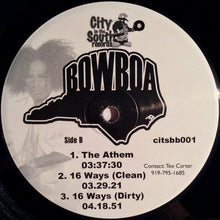 City
South
records
BOWBOA
Side B
citsbb001
1. The Athem
03:37:30
2. 16 Ways (Clean)
03.29.21
3. 16 Ways (Dirty)
04.18.51
Contact: Tex Carter
919-795-1685